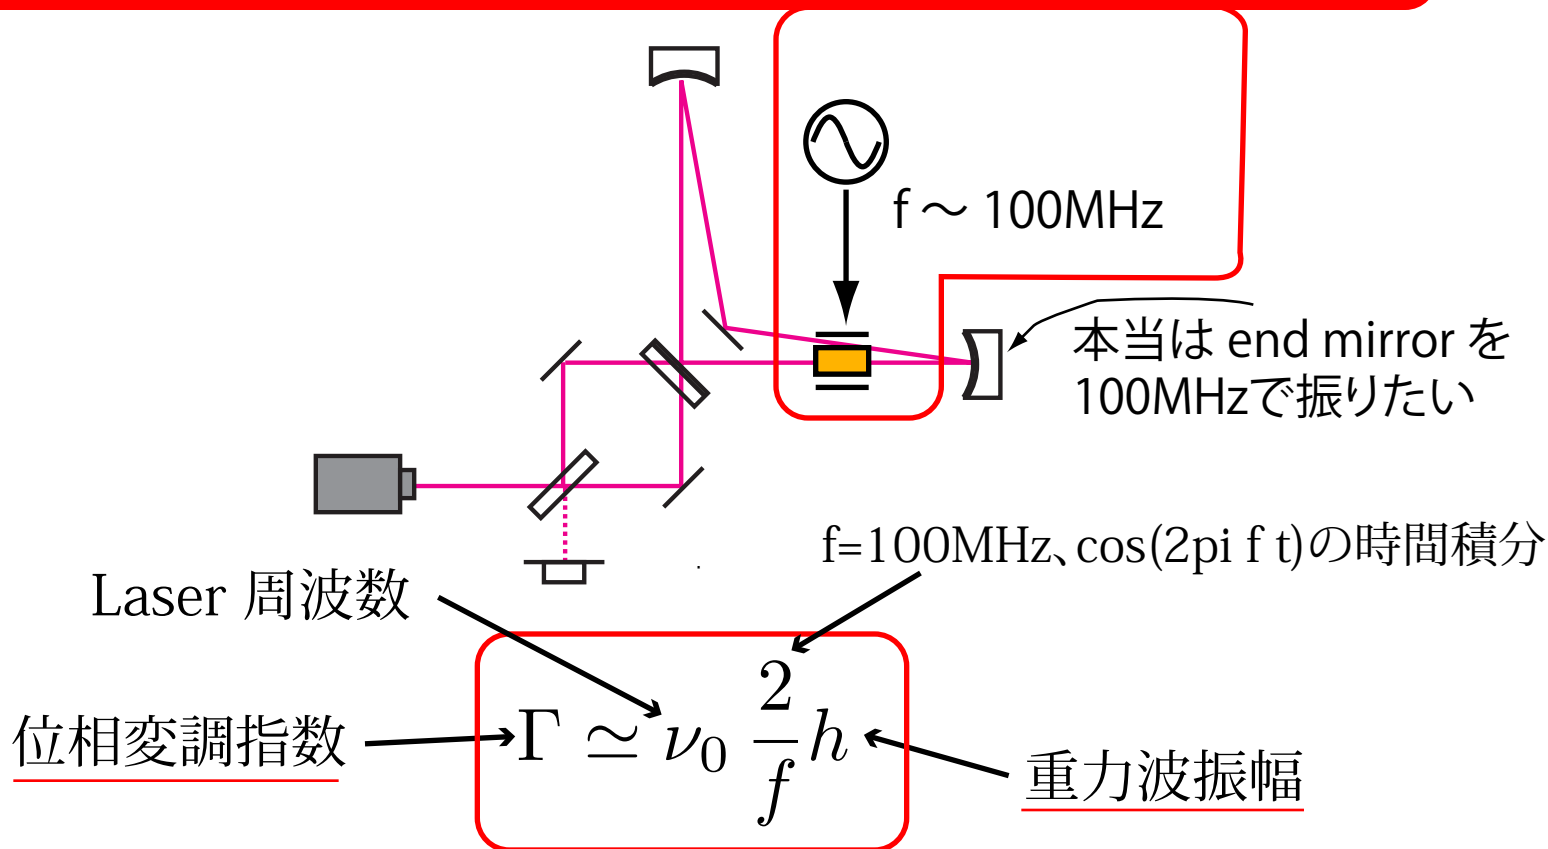 f ～ 100MHz
本当は end mirror を
100MHzで振りたい
f=100MHz、cos(2pi f t)の時間積分
Laser 周波数
位相変調指数
Γ ≃ ν₀ 2/f h
重力波振幅